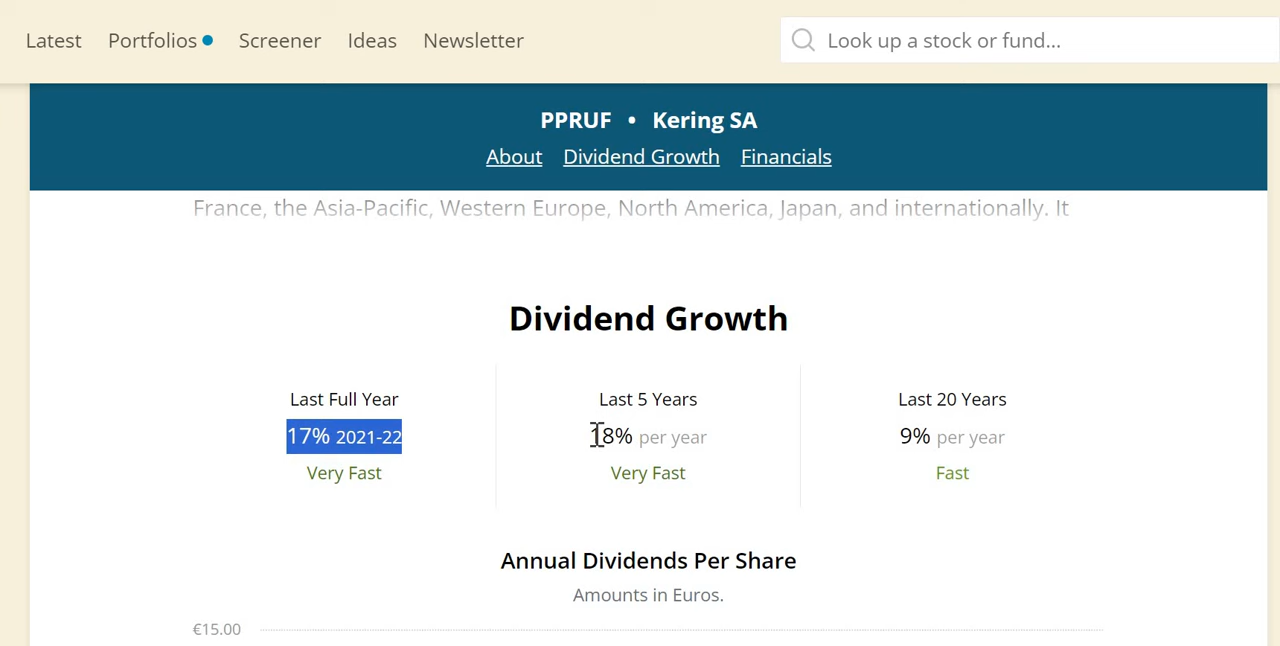 Latest Portfolios Screener Ideas Newsletter Look up a stock or fund...
PPRUF • Kering SA
About Dividend Growth Financials
France, the Asia-Pacific, Western Europe, North America, Japan, and internationally. It
Dividend Growth
Last Full Year Last 5 Years Last 20 Years
17% 2021-22 18% per year 9% per year
Very Fast Very Fast Fast
Annual Dividends Per Share
Amounts in Euros.
€15.00